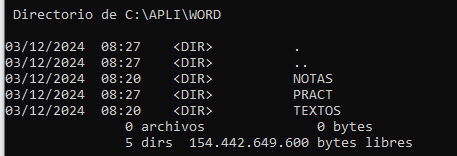 Directorio de C:\APLI\WORD
03/12/2024  08:27    <DIR>          .
03/12/2024  08:27    <DIR>          ..
03/12/2024  08:20    <DIR>          NOTAS
03/12/2024  08:27    <DIR>          PRACT
03/12/2024  08:20    <DIR>          TEXTOS
0 archivos              0 bytes
5 dirs  154.442.649.600 bytes libres